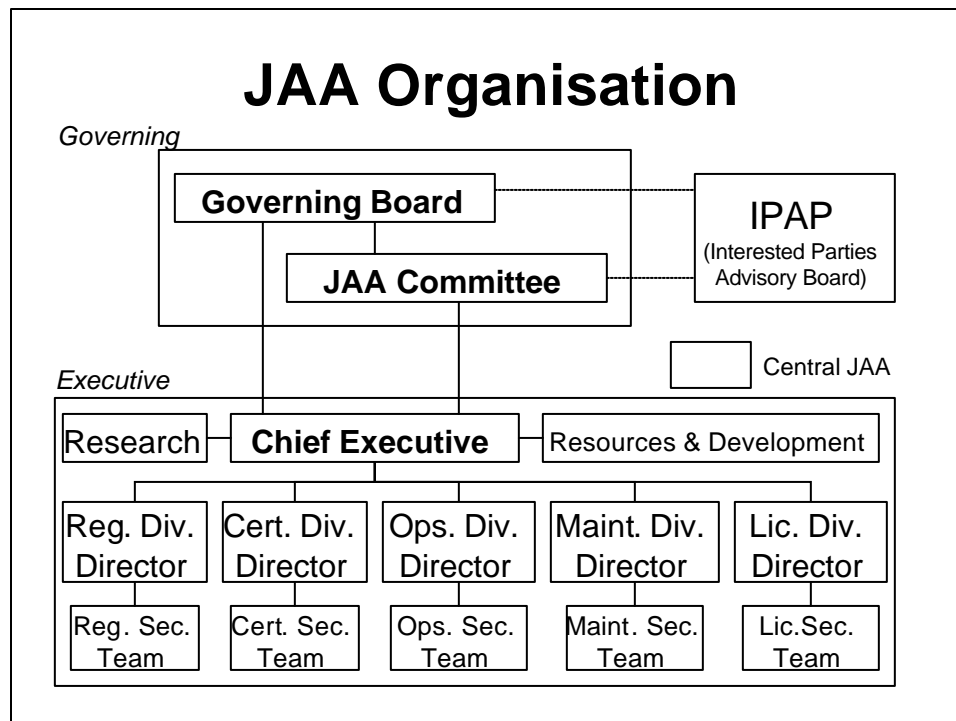 JAA Organisation
Governing
Governing Board
JAA Committee
IPAP
(Interested Parties
Advisory Board)
Central JAA
Executive
Research
Chief Executive
Resources & Development
Reg. Div.
Director
Cert. Div.
Director
Ops. Div.
Director
Maint. Div.
Director
Lic. Div.
Director
Reg. Sec.
Team
Cert. Sec.
Team
Ops. Sec.
Team
Maint. Sec.
Team
Lic.Sec.
Team